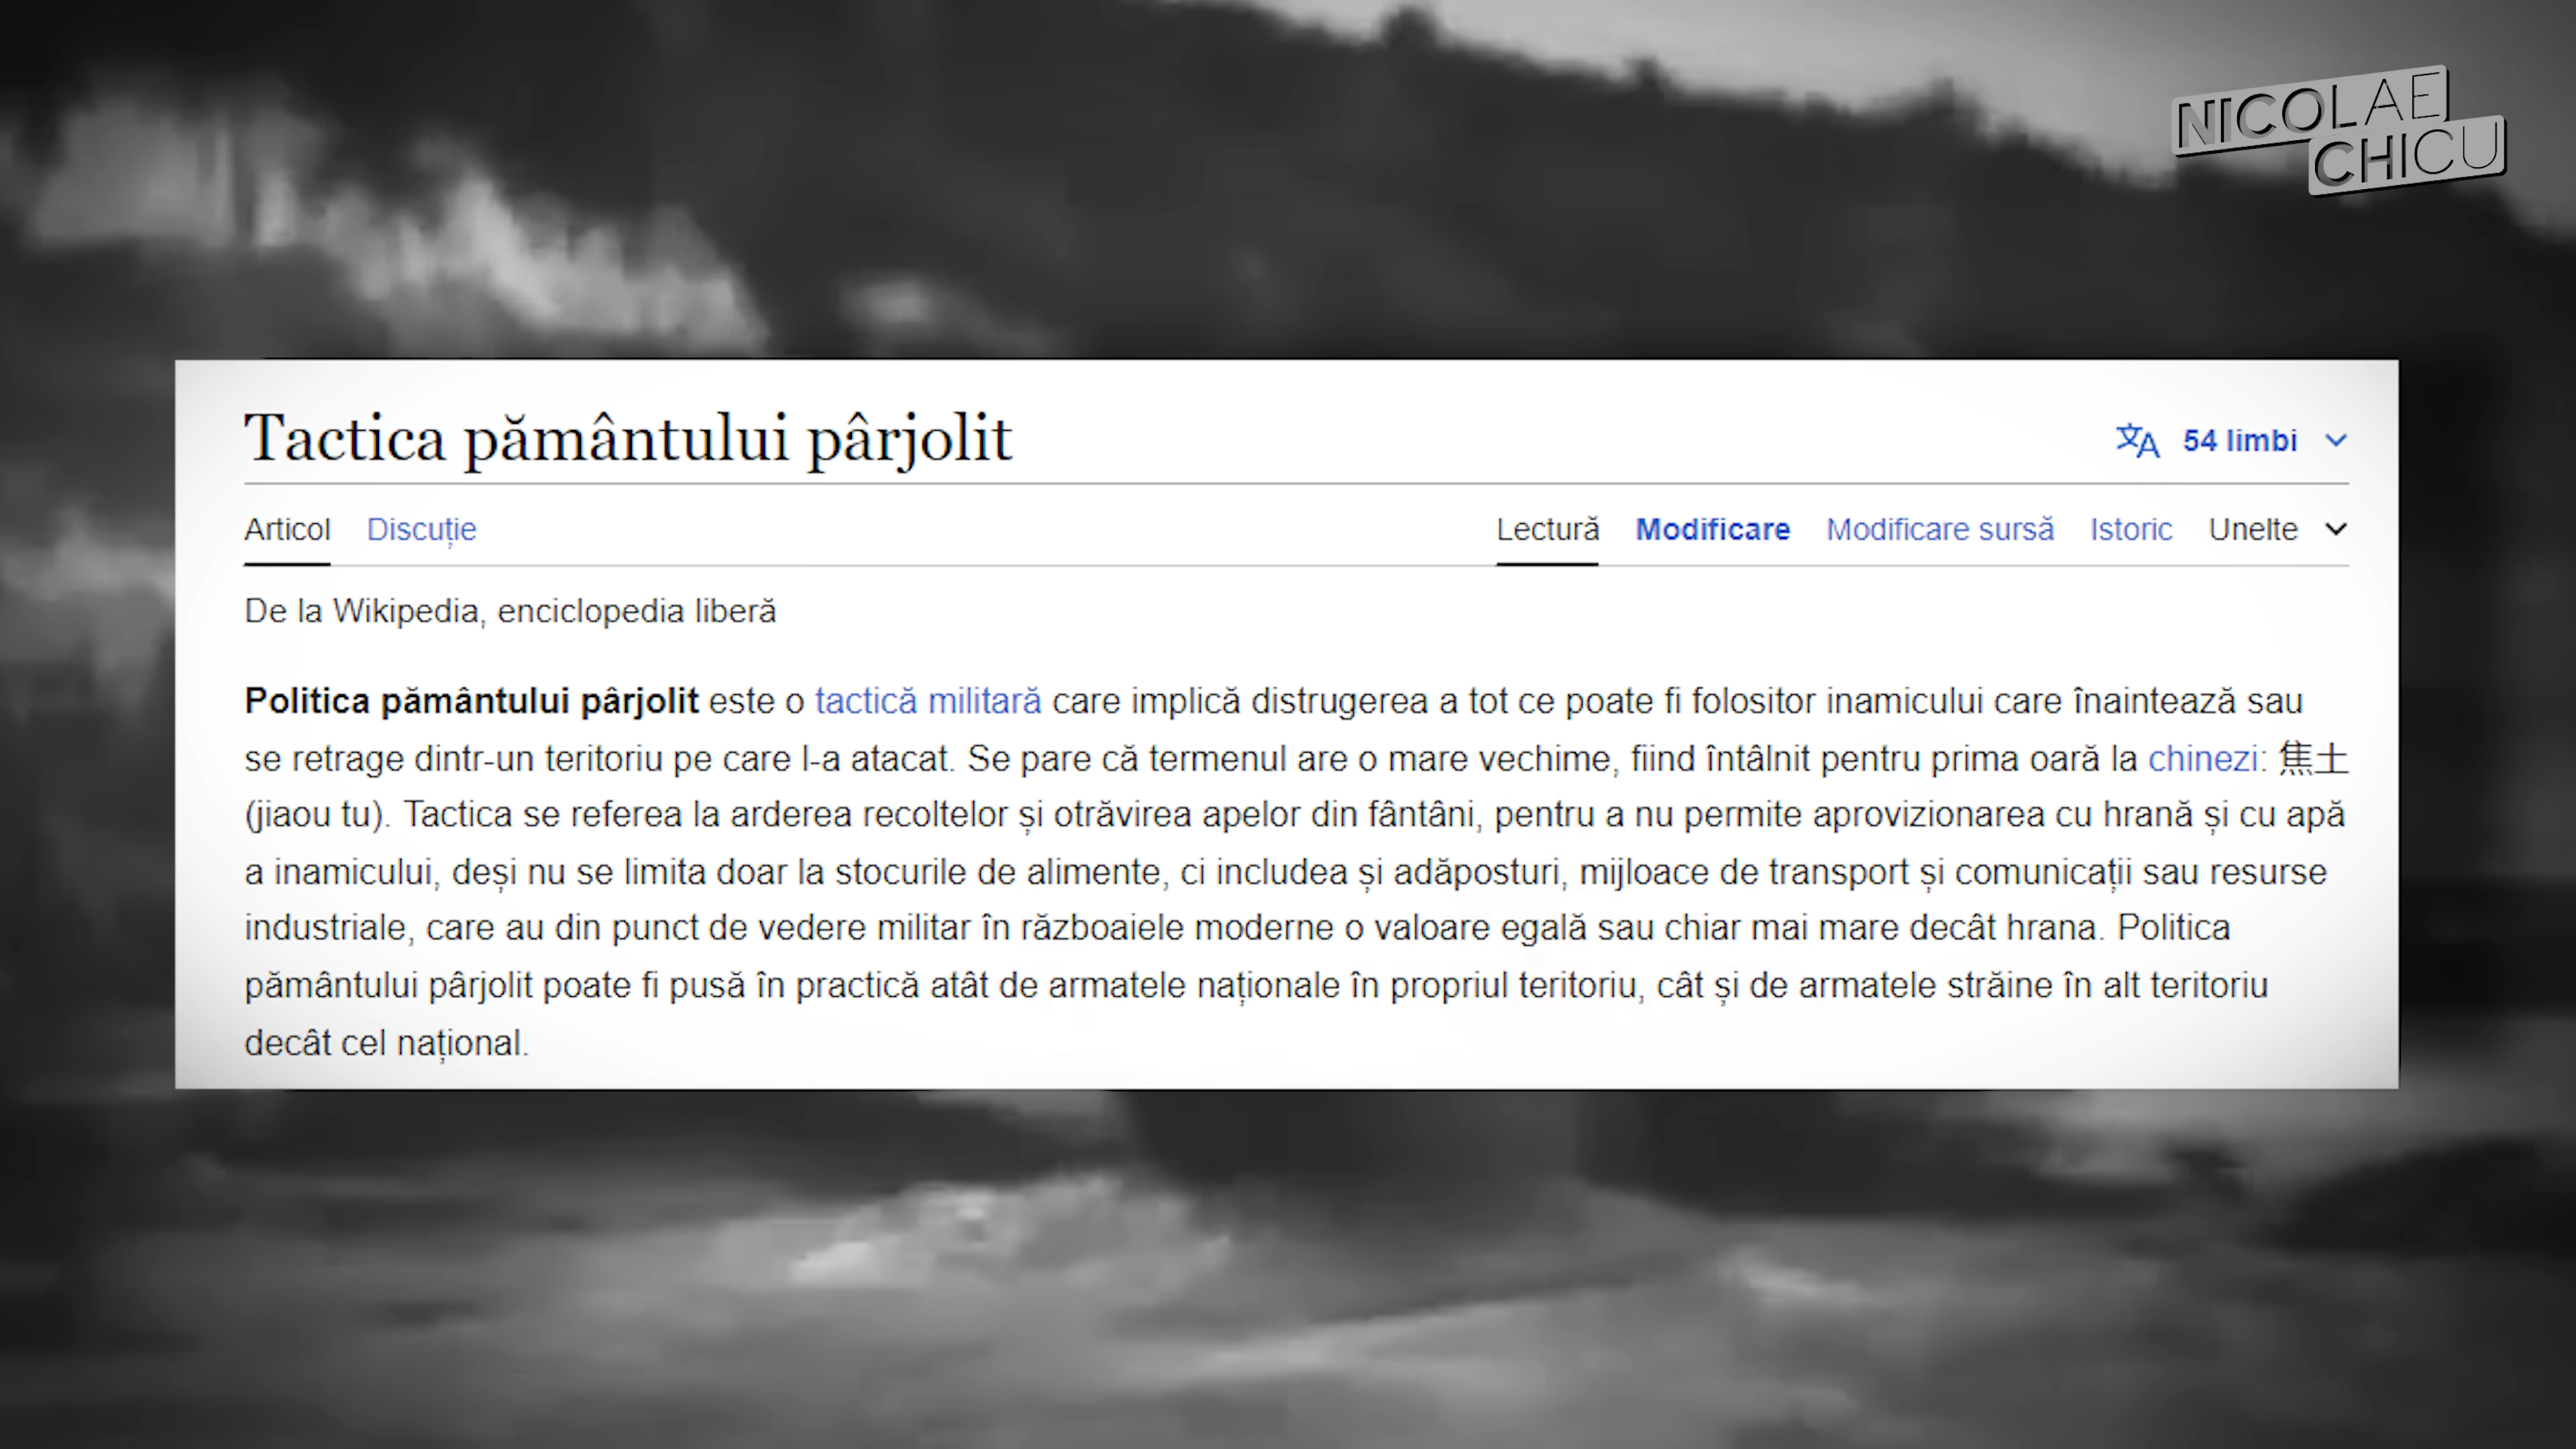 NICOLAE
CHICU
Tactica pământului pârjolit
54 limbi
Articol Discuție Lectură Modificare Modificare sursă Istoric Unelte
De la Wikipedia, enciclopedia liberă
Politica pământului pârjolit este o tactică militară care implică distrugerea a tot ce poate fi folositor inamicului care înaintează sau
se retrage dintr-un teritoriu pe care l-a atacat. Se pare că termenul are o mare vechime, fiind întâlnit pentru prima oară la chinezi: 焦土
(jiaou tu). Tactica se referea la arderea recoltelor și otrăvirea apelor din fântâni, pentru a nu permite aprovizionarea cu hrană și cu apă
a inamicului, deși nu se limita doar la stocurile de alimente, ci includea și adăposturi, mijloace de transport și comunicații sau resurse
industriale, care au din punct de vedere militar în războaiele moderne o valoare egală sau chiar mai mare decât hrana. Politica
pământului pârjolit poate fi pusă în practică atât de armatele naționale în propriul teritoriu, cât și de armatele străine în alt teritoriu
decât cel național.